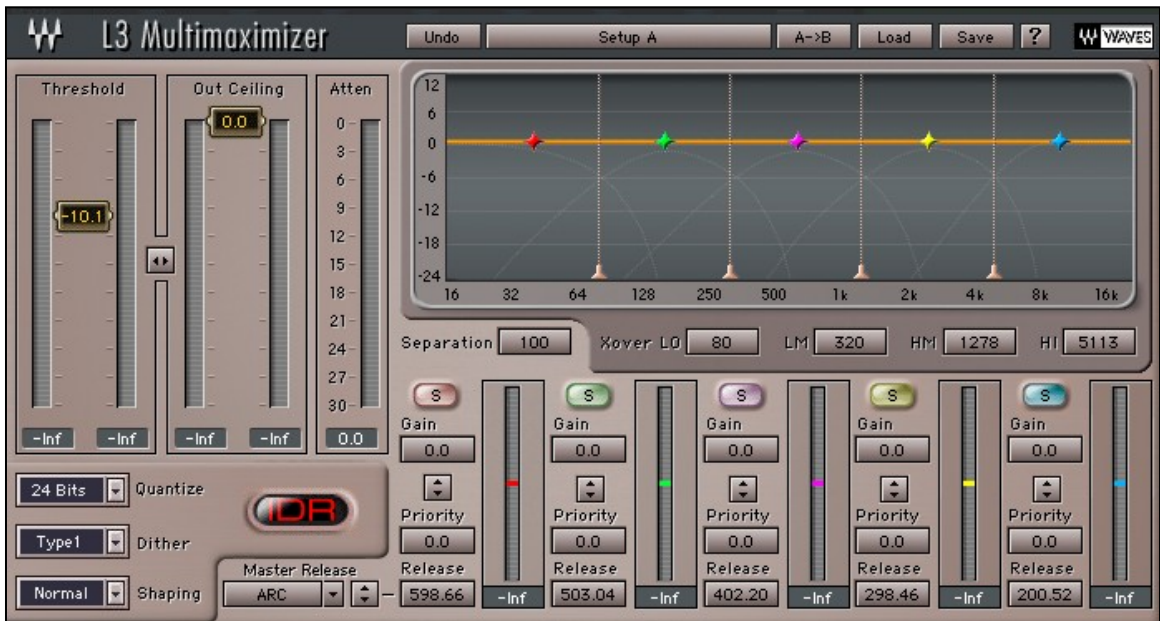 L3 Multimaximizer
Undo Setup A A->B Load Save ? WAVES
Threshold Out Ceiling Atten
0.0
-10.1
0
3
6
9
12
15
18
21
24
27
30
-Inf -Inf -Inf -Inf 0.0
12
6
0
-6
-12
-18
-24
16 32 64 128 250 500 1k 2k 4k 8k 16k
Separation 100 Xover LO 80 LM 320 HM 1278 HI 5113
S S S S S
Gain Gain Gain Gain Gain
0.0 0.0 0.0 0.0 0.0
Priority Priority Priority Priority Priority
0.0 0.0 0.0 0.0 0.0
Release Release Release Release Release
598.66 -Inf 503.04 -Inf 402.20 -Inf 298.46 -Inf 200.52 -Inf
24 Bits Quantize
IDR
Type1 Dither
Normal Shaping
Master Release
ARC